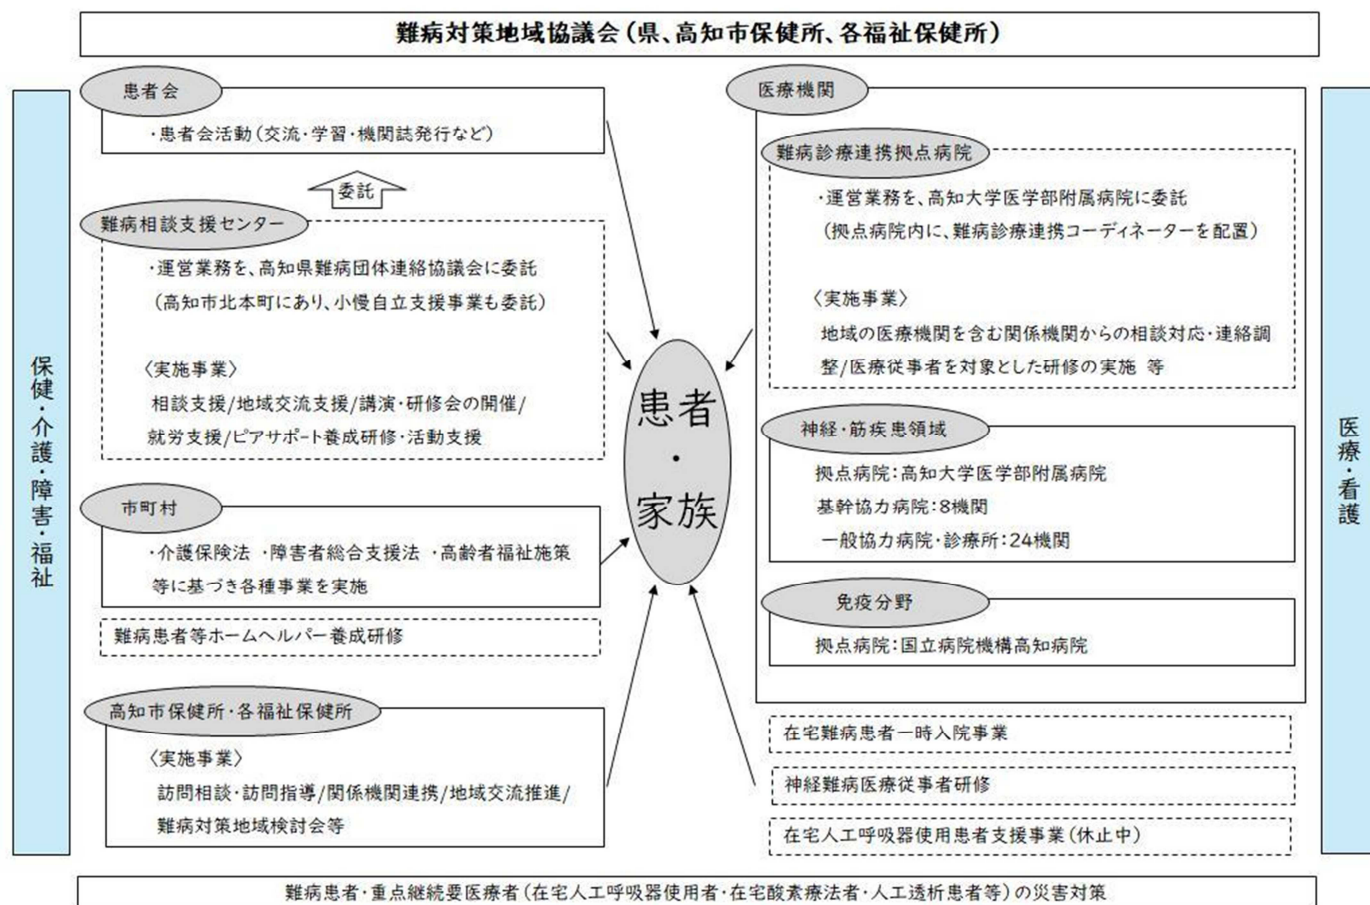 難病対策地域協議会(県、高知市保健所、各福祉保健所)
保健・介護・障害・福祉
患者会
・患者会活動(交流・学習・機関誌発行など)
委託
難病相談支援センター
・運営業務を、高知県難病団体連絡協議会に委託
(高知市北本町にあり、小慢自立支援事業も委託)
〈実施事業〉
相談支援/地域交流支援/講演・研修会の開催/
就労支援/ピアサポート養成研修・活動支援
市町村
・介護保険法 ・障害者総合支援法 ・高齢者福祉施策
等に基づき各種事業を実施
難病患者等ホームヘルパー養成研修
高知市保健所・各福祉保健所
〈実施事業〉
訪問相談・訪問指導/関係機関連携/地域交流推進/
難病対策地域検討会等
患者
・
家族
医療機関
難病診療連携拠点病院
・運営業務を、高知大学医学部附属病院に委託
(拠点病院内に、難病診療連携コーディネーターを配置)
〈実施事業〉
地域の医療機関を含む関係機関からの相談対応・連絡調
整/医療従事者を対象とした研修の実施 等
神経・筋疾患領域
拠点病院:高知大学医学部附属病院
基幹協力病院:8機関
一般協力病院・診療所:24機関
免疫分野
拠点病院:国立病院機構高知病院
在宅難病患者一時入院事業
神経難病医療従事者研修
在宅人工呼吸器使用患者支援事業(休止中)
医療・看護
難病患者・重点継続要医療者(在宅人工呼吸器使用者・在宅酸素療法者・人工透析患者等)の災害対策